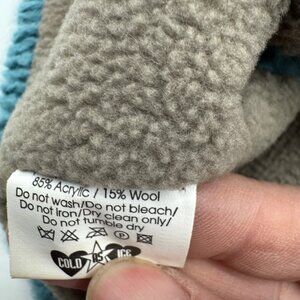 85% Acrylic / 15% Wool
Do not wash/Do not bleach/
Do not iron/Dry clean only/
Do not tumble dry
COLD AS ICE